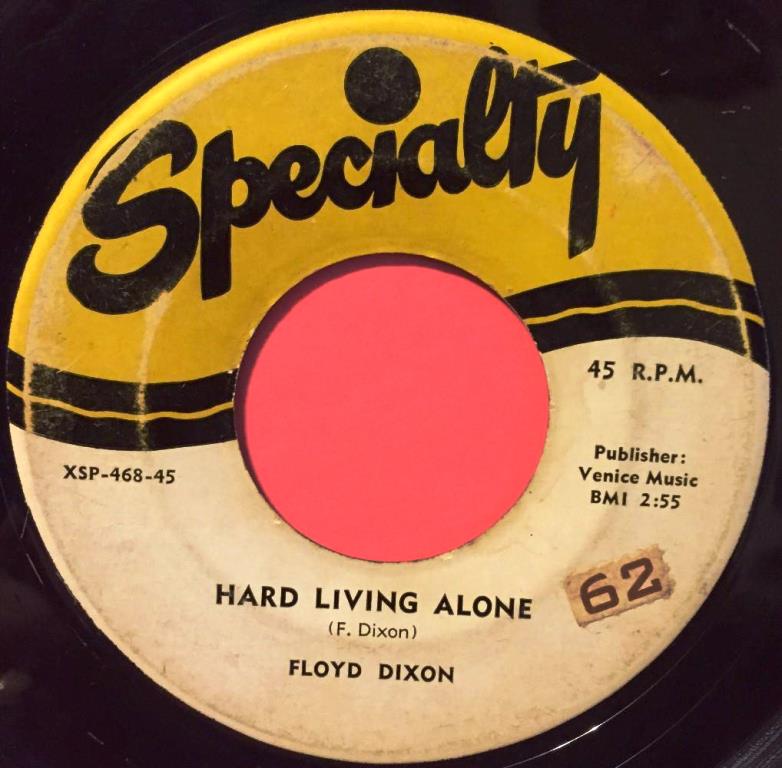 Specialty
45 R.P.M.
XSP-468-45
Publisher:
Venice Music
BMI 2:55
62
HARD LIVING ALONE
(F. Dixon)
FLOYD DIXON